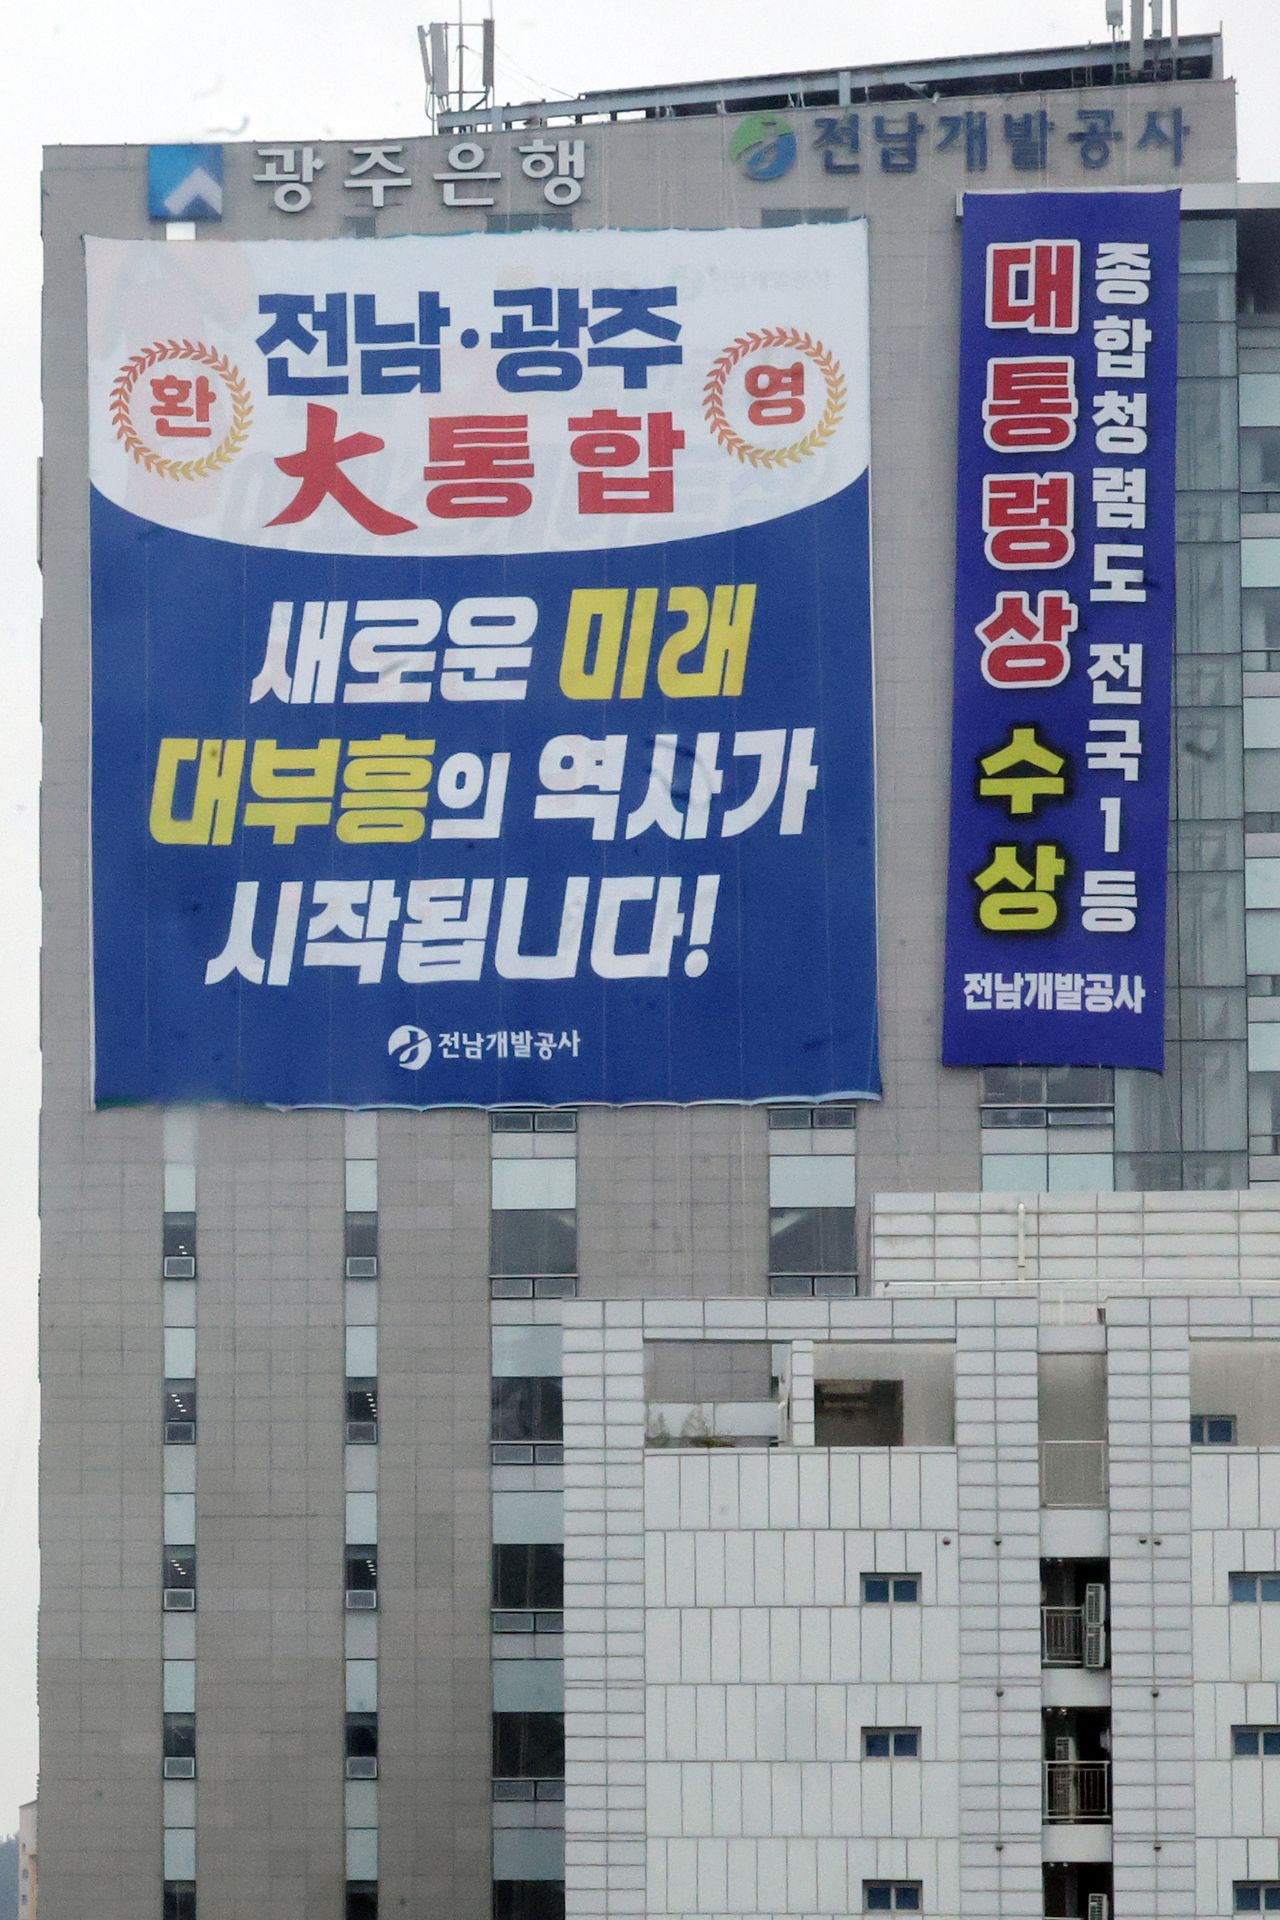 광주은행
전남개발공사
전남·광주
환
영
大통합
새로운 미래
대부흥의 역사가
시작됩니다!
전남개발공사
종합청렴도 전국1등
대통령상 수상
전남개발공사